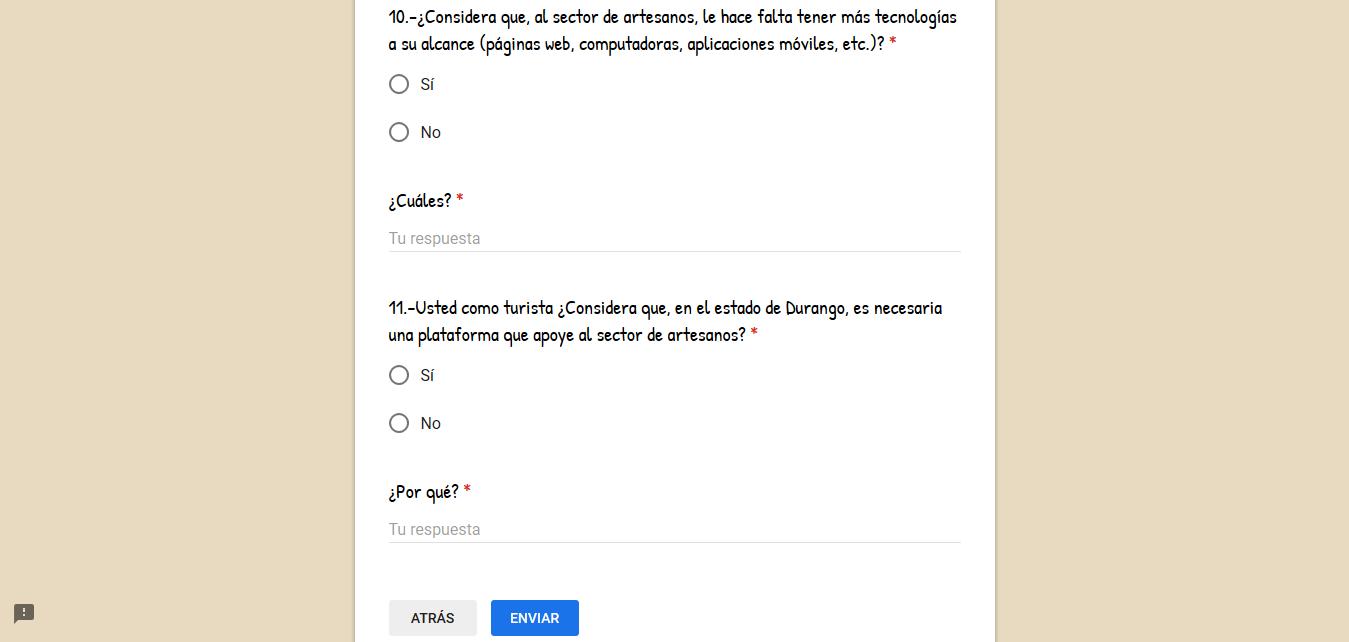 10.-¿Considera que, al sector de artesanos, le hace falta tener más tecnologías
a su alcance (páginas web, computadoras, aplicaciones móviles, etc.)? *
Sí
No
¿Cuáles? *
Tu respuesta
11.-Usted como turista ¿Considera que, en el estado de Durango, es necesaria
una plataforma que apoye al sector de artesanos? *
Sí
No
¿Por qué? *
Tu respuesta
ATRÁS
ENVIAR